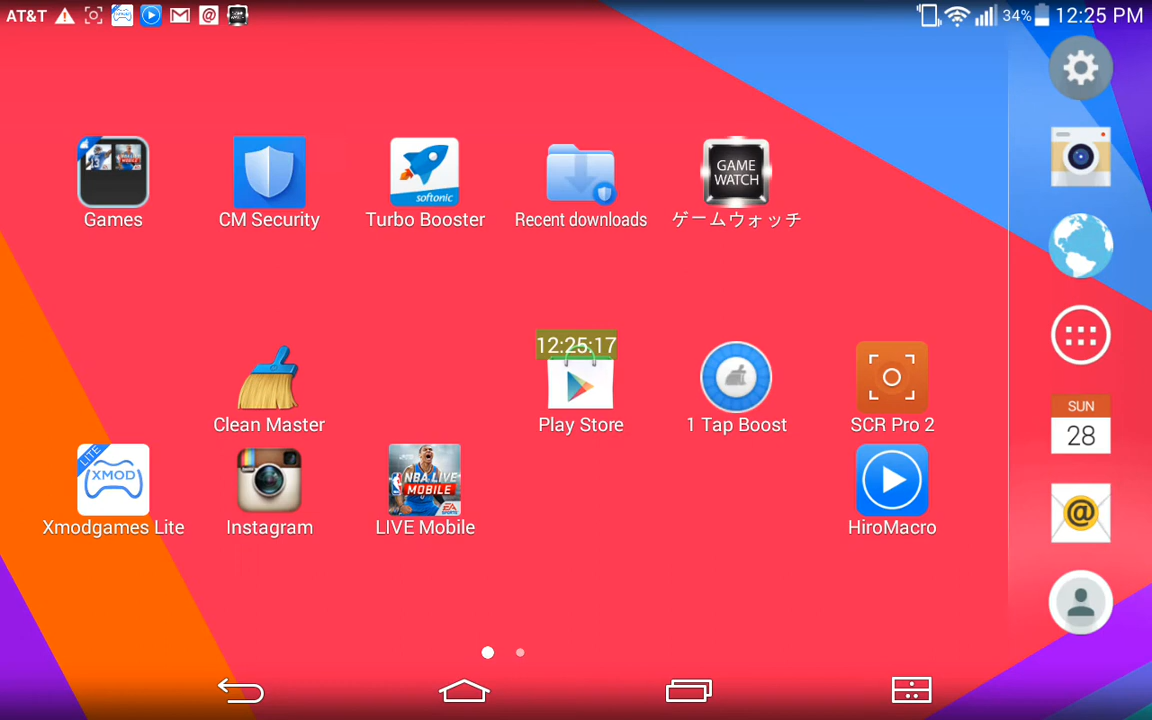 AT&T
34% 12:25 PM
GAME
WATCH
softonic
Games
CM Security
Turbo Booster
Recent downloads
ゲームウォッチ
12:25:17
Clean Master
Play Store
1 Tap Boost
SCR Pro 2
SUN
28
LITE
XMOD
NBA LIVE
MOBILE
EA
SPORTS
Xmodgames Lite
Instagram
LIVE Mobile
HiroMacro
@